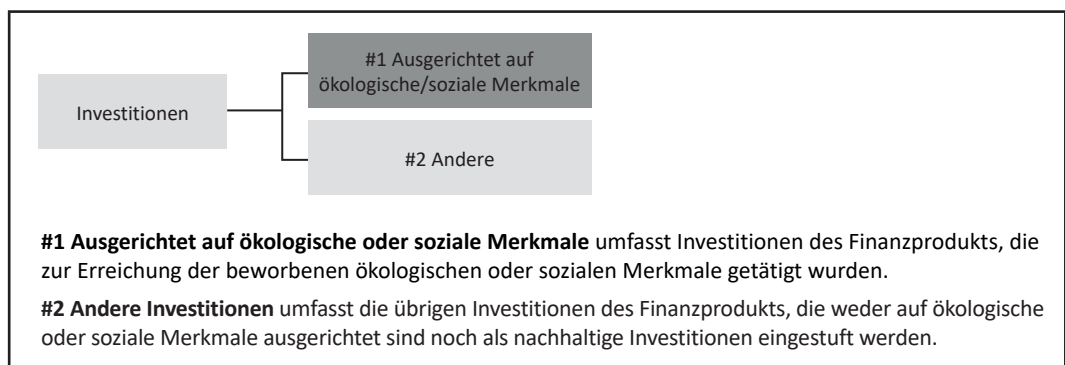 #1 Ausgerichtet auf
ökologische/soziale Merkmale
Investitionen
#2 Andere
#1 Ausgerichtet auf ökologische oder soziale Merkmale umfasst Investitionen des Finanzprodukts, die
zur Erreichung der beworbenen ökologischen oder sozialen Merkmale getätigt wurden.
#2 Andere Investitionen umfasst die übrigen Investitionen des Finanzprodukts, die weder auf ökologische
oder soziale Merkmale ausgerichtet sind noch als nachhaltige Investitionen eingestuft werden.